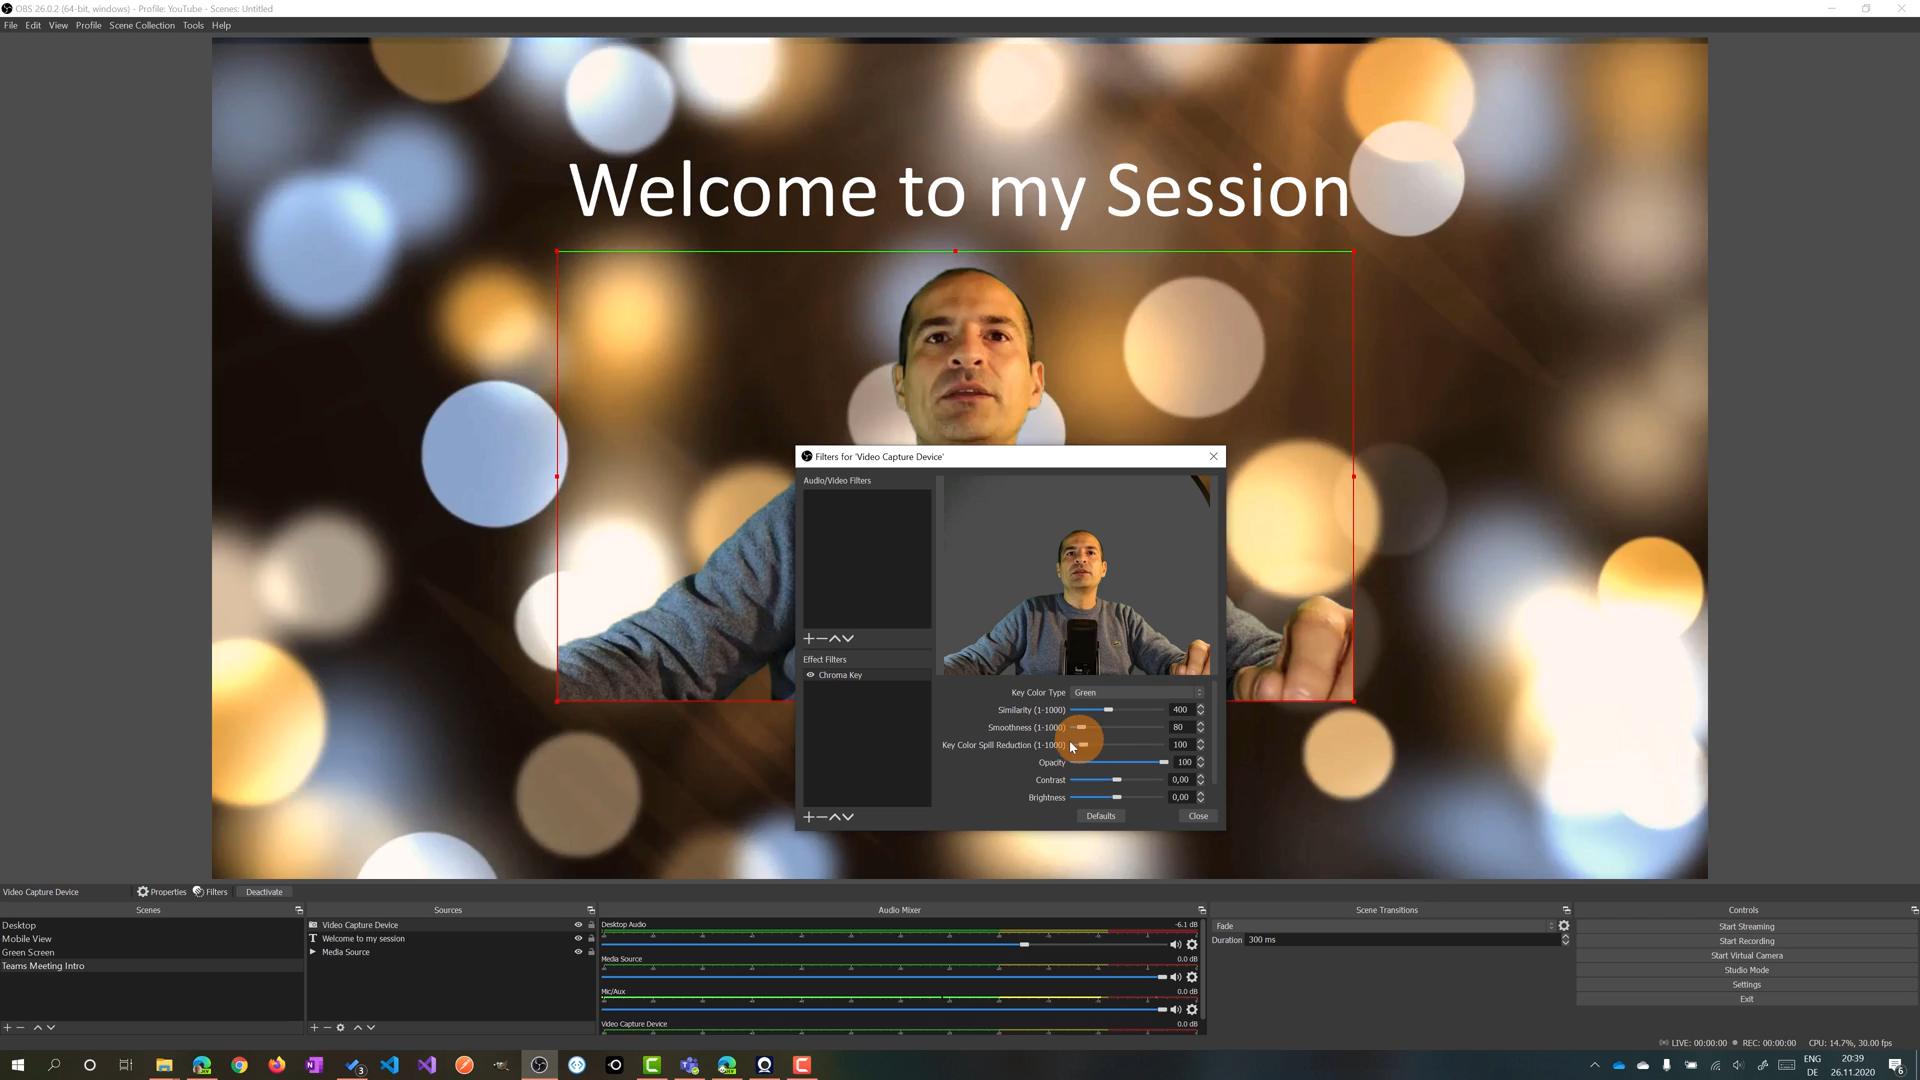 OBS 26.0.2 (64-bit, windows) - Profile: YouTube - Scenes: Untitled
File Edit View Profile Scene Collection Tools Help
Welcome to my Session
Filters for 'Video Capture Device'
Audio/Video Filters
Effect Filters
Chroma Key
Key Color Type Green
Similarity (1-1000) 400
Smoothness (1-1000) 80
Key Color Spill Reduction (1-1000) 100
Opacity 100
Contrast 0,00
Brightness 0,00
Defaults Close
Video Capture Device Properties Filters Deactivate
Scenes
Desktop
Mobile View
Green Screen
Teams Meeting Intro
Sources
Video Capture Device
Welcome to my session
Media Source
Audio Mixer
Desktop Audio -6.1 dB
Media Source 0.0 dB
Mic/Aux 0.0 dB
Video Capture Device 0.0 dB
Scene Transitions
Fade
Duration 300 ms
Controls
Start Streaming
Start Recording
Start Virtual Camera
Studio Mode
Settings
Exit
LIVE: 00:00:00 REC: 00:00:00 CPU: 14.7%, 30.00 fps
ENG
DE
20:39
26.11.2020